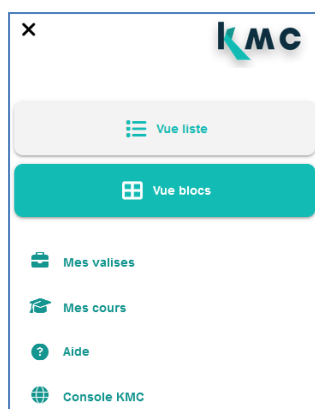 KMC
Vue liste
Vue blocs
Mes valises
Mes cours
Aide
Console KMC